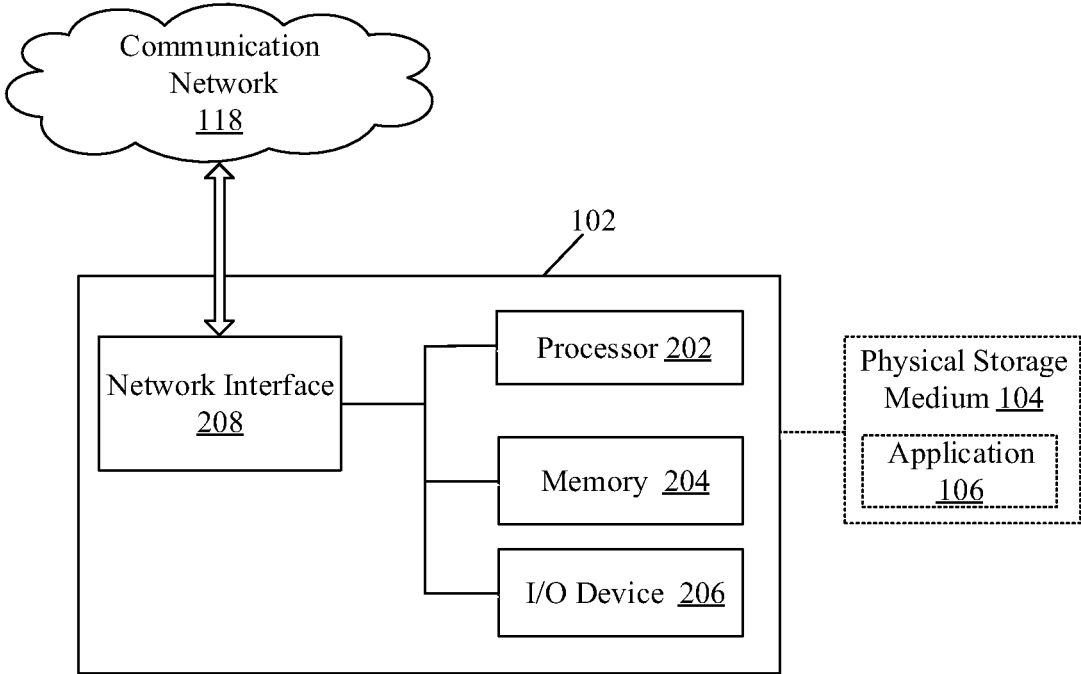 Communication
Network
118
102
Network Interface
208
Processor 202
Memory 204
I/O Device 206
Physical Storage
Medium 104
Application
106